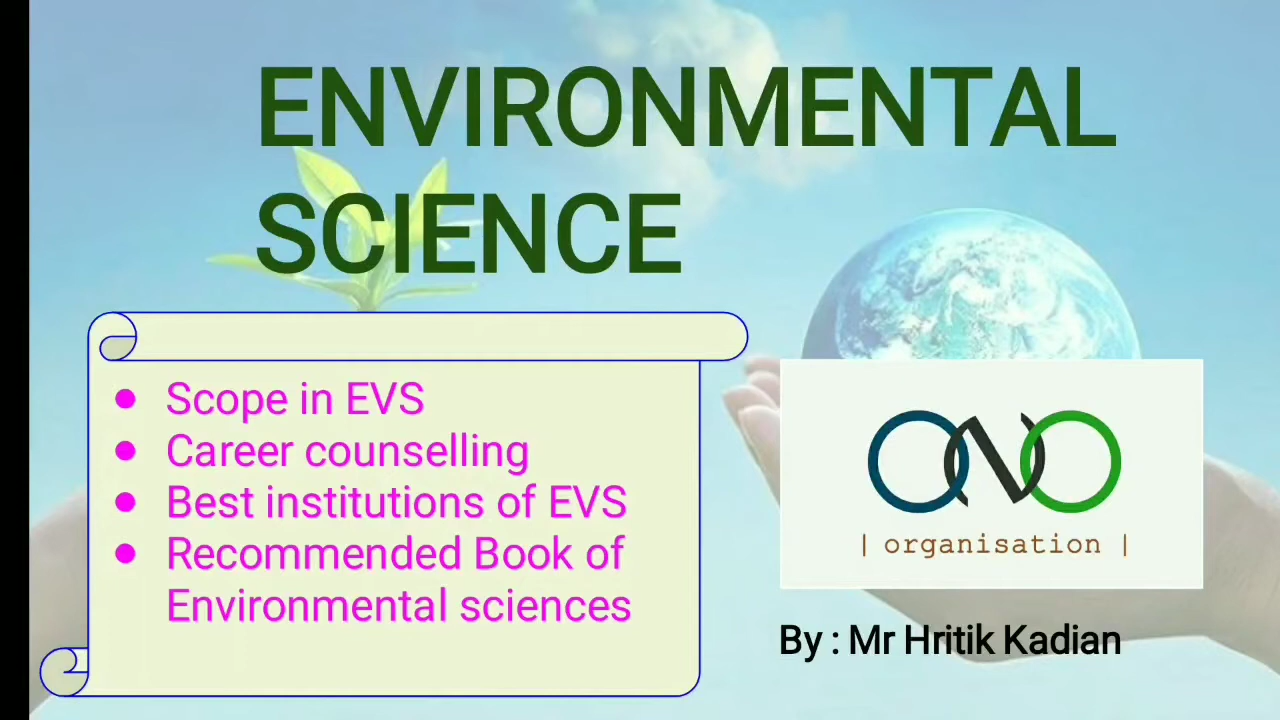 ENVIRONMENTAL
SCIENCE
● Scope in EVS
● Career counselling
● Best institutions of EVS
● Recommended Book of
Environmental sciences
ONO
| organisation |
By : Mr Hritik Kadian